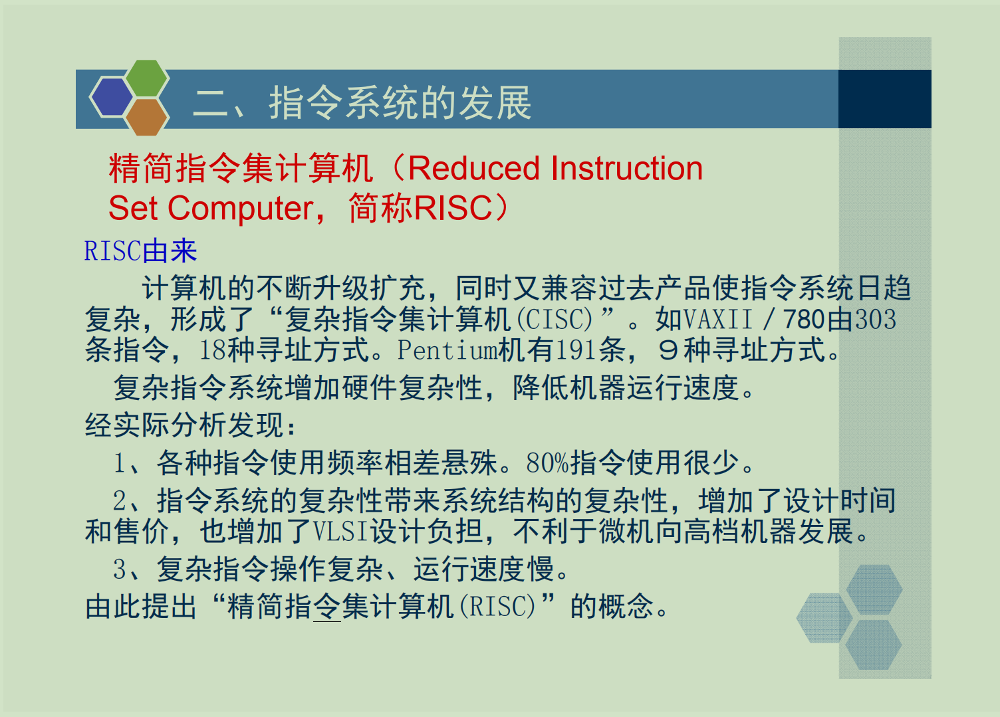 二、指令系统的发展
精简指令集计算机（Reduced Instruction
Set Computer，简称RISC）
RISC由来
计算机的不断升级扩充，同时又兼容过去产品使指令系统日趋
复杂，形成了“复杂指令集计算机(CISC)”。如VAXII／780由303
条指令，18种寻址方式。Pentium机有191条，９种寻址方式。
复杂指令系统增加硬件复杂性，降低机器运行速度。
经实际分析发现：
1、各种指令使用频率相差悬殊。80%指令使用很少。
2、指令系统的复杂性带来系统结构的复杂性，增加了设计时间
和售价，也增加了VLSI设计负担，不利于微机向高档机器发展。
3、复杂指令操作复杂、运行速度慢。
由此提出“精简指令集计算机(RISC)”的概念。